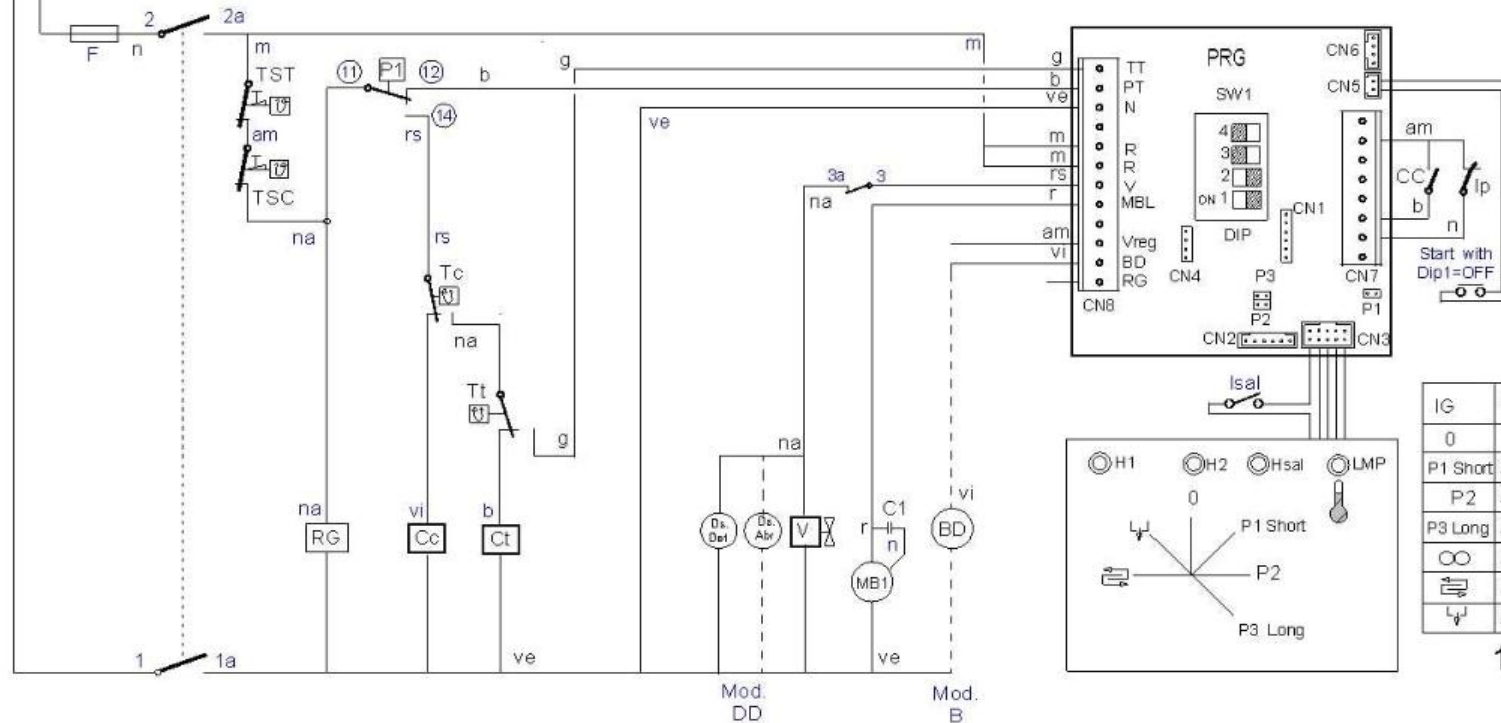 2 2a
F n m m
TST
am
TSC
na
11 P1 12 b g
14
rs
rs
Tc
na
Tt
g
ve
na vi b
RG Cc Ct
1 1a ve
3a 3
na
na
Ds. Det Ds. Abr V
r C1
n
MB1
vi
BD
ve
Mod. DD
Mod. B
g TT
b PT
ve N
m R
m R
rs V
r MBL
am Vreg
vi BD
RG
CN8
PRG
SW1
4
3
2
ON 1
DIP
CN1
CN4
P3
P2
CN2
CN3
CN6
CN5
CN7
P1
am
CC Ip
b
n
Start with
Dip1=OFF
Isal
H1 H2 Hsal LMP
0
P1 Short
P2
P3 Long
IG
0
P1 Short
P2
P3 Long